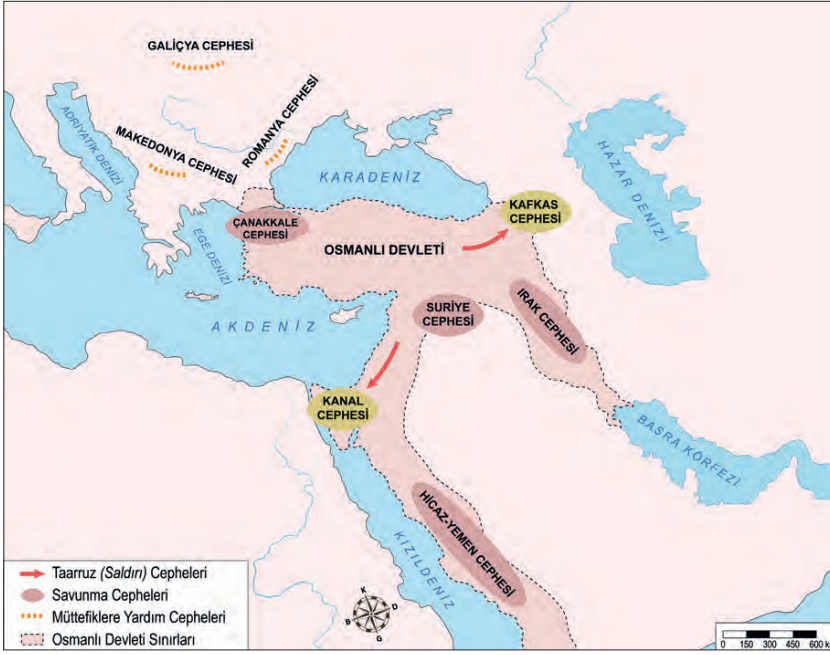 GALİÇYA CEPHESİ
ROMANYA CEPHESİ
MAKEDONYA CEPHESİ
ADRİYATİK DENİZİ
KARADENİZ
HAZAR DENİZİ
KAFKAS
CEPHESİ
ÇANAKKALE
CEPHESİ
OSMANLI DEVLETİ
EGE DENİZİ
SURİYE
CEPHESİ
IRAK CEPHESİ
AKDENİZ
KANAL
CEPHESİ
BASRA KÖRFEZİ
HİCAZ-YEMEN CEPHESİ
KIZILDENİZ
Taarruz (Saldırı) Cepheleri
Savunma Cepheleri
Müttefiklere Yardım Cepheleri
Osmanlı Devleti Sınırları
K
B D
G
0 150 300 450 600 km